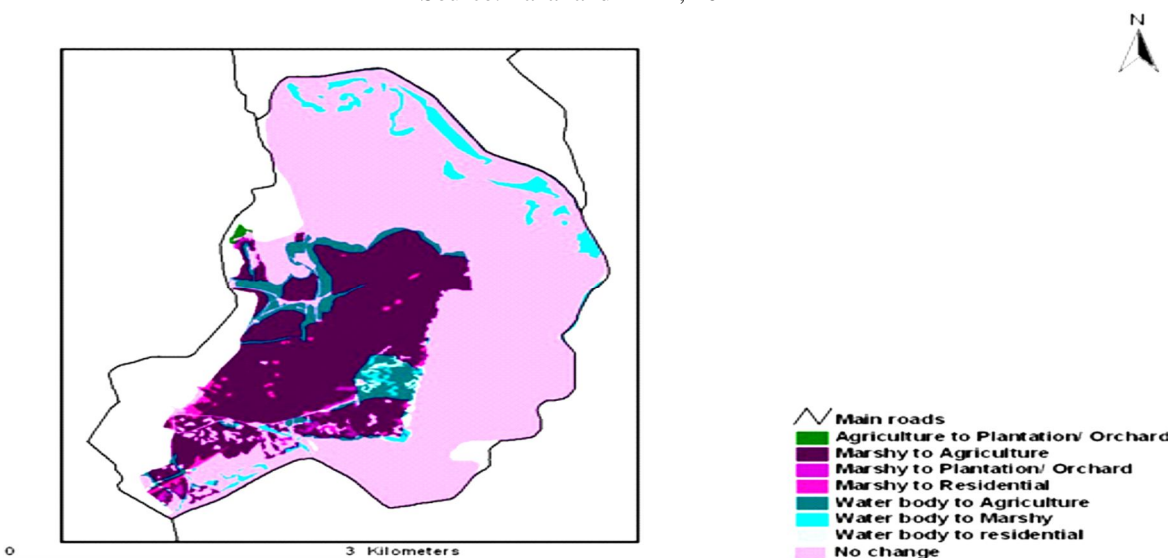 N
Main roads
Agriculture to Plantation/ Orchard
Marshy to Agriculture
Marshy to Plantation/ Orchard
Marshy to Residential
Water body to Agriculture
Water body to Marshy
Water body to residential
No change
0 3 Kilometers